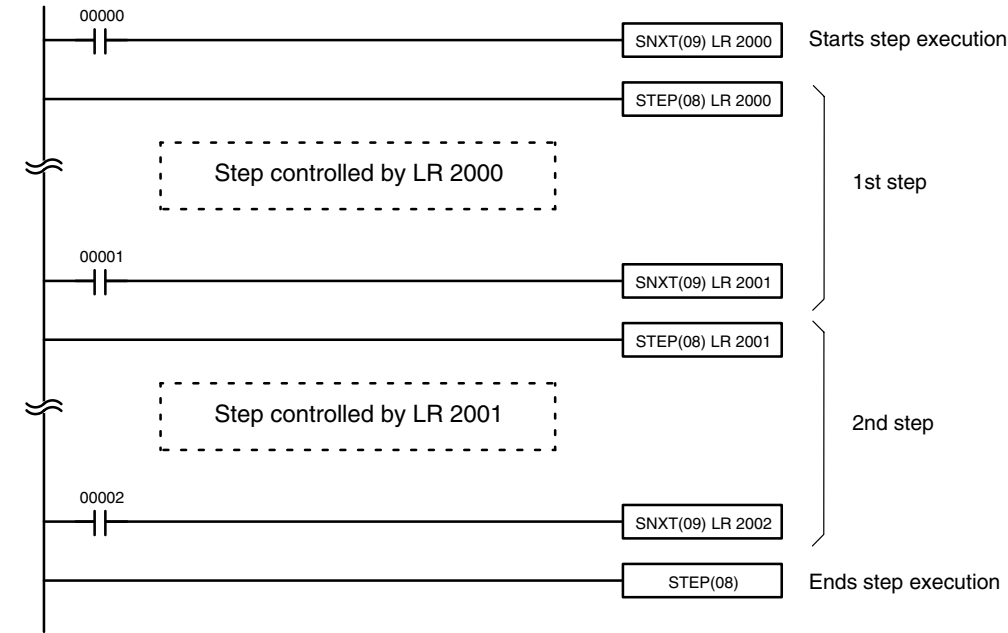 00000
SNXT(09) LR 2000 Starts step execution
STEP(08) LR 2000
Step controlled by LR 2000
1st step
00001
SNXT(09) LR 2001
STEP(08) LR 2001
Step controlled by LR 2001
2nd step
00002
SNXT(09) LR 2002
STEP(08) Ends step execution